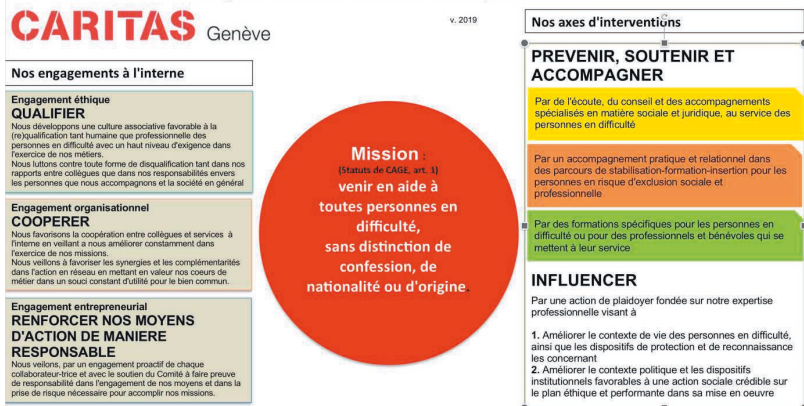 CARITAS Genève
v. 2019
Nos engagements à l'interne
Engagement éthique
QUALIFIER
Nous développons une culture associative favorable à la
(re)qualification tant humaine que professionnelle des
personnes en difficulté avec un haut niveau d'exigence dans
l'exercice de nos métiers.
Nous luttons contre toute forme de disqualification tant dans nos
rapports entre collègues que dans nos responsabilités envers
les personnes que nous accompagnons et la société en général
Engagement organisationnel
COOPERER
Nous favorisons la coopération entre collègues et services à
l'interne en veillant a nous améliorer constamment dans
l'exercice de nos missions.
Nous veillons à favoriser les synergies et les complémentarités
dans l'action en réseau en mettant en valeur nos coeurs de
métier dans un souci constant d'utilité pour le bien commun.
Engagement entrepreneurial
RENFORCER NOS MOYENS
D'ACTION DE MANIERE
RESPONSABLE
Nous veilons, par un engagement proactif de chaque
collaborateur-trice et avec le soutien du Comité à faire preuve
de responsabilité dans l'engagement de nos moyens et dans la
prise de risque nécessaire pour accomplir nos missions.
Mission :
(Statuts de CAGE, art. 1)
venir en aide à
toutes personnes en
difficulté,
sans distinction de
confession, de
nationalité ou d'origine.
Nos axes d'interventions
PREVENIR, SOUTENIR ET
ACCOMPAGNER
Par de l'écoute, du conseil et des accompagnements
spécialisés en matière sociale et juridique, au service des
personnes en difficulté
Par un accompagnement pratique et relationnel dans
des parcours de stabilisation-formation-insertion pour les
personnes en risque d'exclusion sociale et
professionnelle
Par des formations spécifiques pour les personnes en
difficulté ou pour des professionnels et bénévoles qui se
mettent à leur service
INFLUENCER
Par une action de plaidoyer fondée sur notre expertise
professionnelle visant à
1. Améliorer le contexte de vie des personnes en difficulté,
ainsi que les dispositifs de protection et de reconnaissance
les concernant
2. Améliorer le contexte politique et les dispositifs
institutionnels favorables à une action sociale crédible sur
le plan éthique et performante dans sa mise en oeuvre